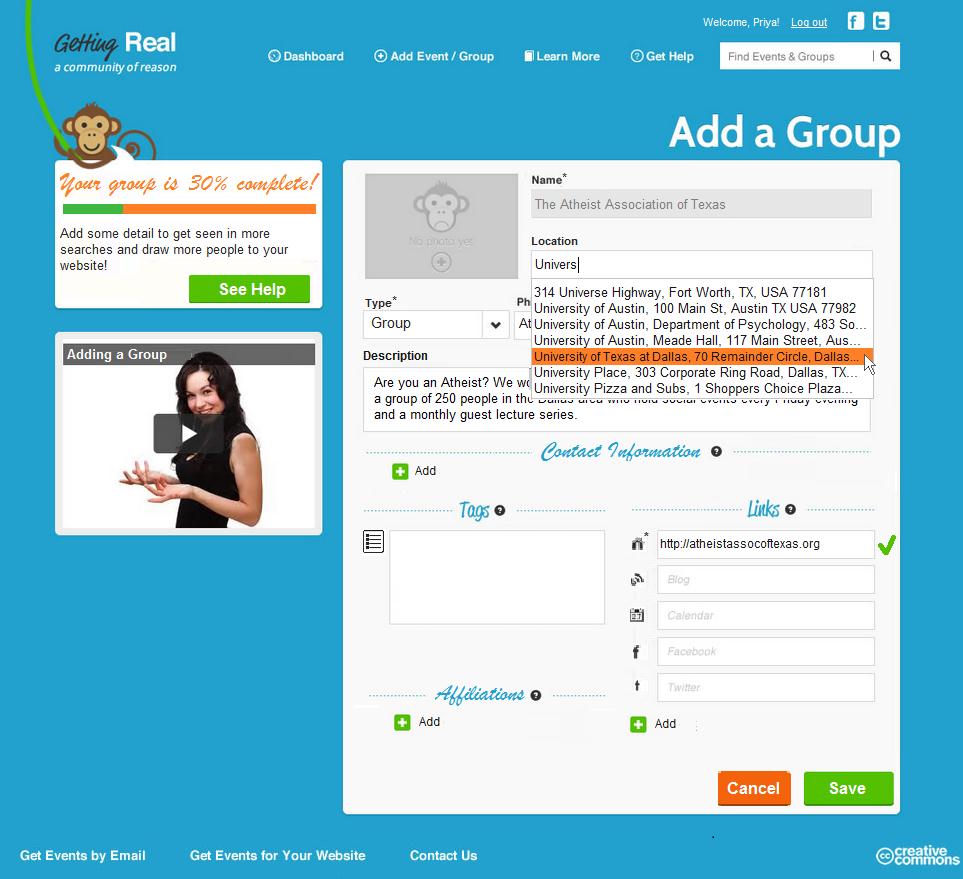 Welcome, Priya! Log out
Getting Real
a community of reason
Dashboard
Add Event / Group
Learn More
Get Help
Find Events & Groups
Add a Group
Your group is 30% complete!
Add some detail to get seen in more
searches and draw more people to your
website!
See Help
Adding a Group
No photo yet
Name*
The Atheist Association of Texas
Location
Univers
314 Universe Highway, Fort Worth, TX, USA 77181
University of Austin, 100 Main St, Austin TX USA 77982
University of Austin, Department of Psychology, 483 So...
University of Austin, Meade Hall, 117 Main Street, Aus...
University of Texas at Dallas, 70 Remainder Circle, Dallas...
University Place, 303 Corporate Ring Road, Dallas, TX...
University Pizza and Subs, 1 Shoppers Choice Plaza...
Type*
Group
Ph
At
Description
Are you an Atheist? We wo
a group of 250 people in the Dallas area who hold social events every Friday evening
and a monthly guest lecture series.
Contact Information ?
Add
Tags ?
Links ?
http://atheistassocoftexas.org
Blog
Calendar
Facebook
Twitter
Add
Affiliations ?
Add
Cancel
Save
Get Events by Email
Get Events for Your Website
Contact Us
cc creative commons